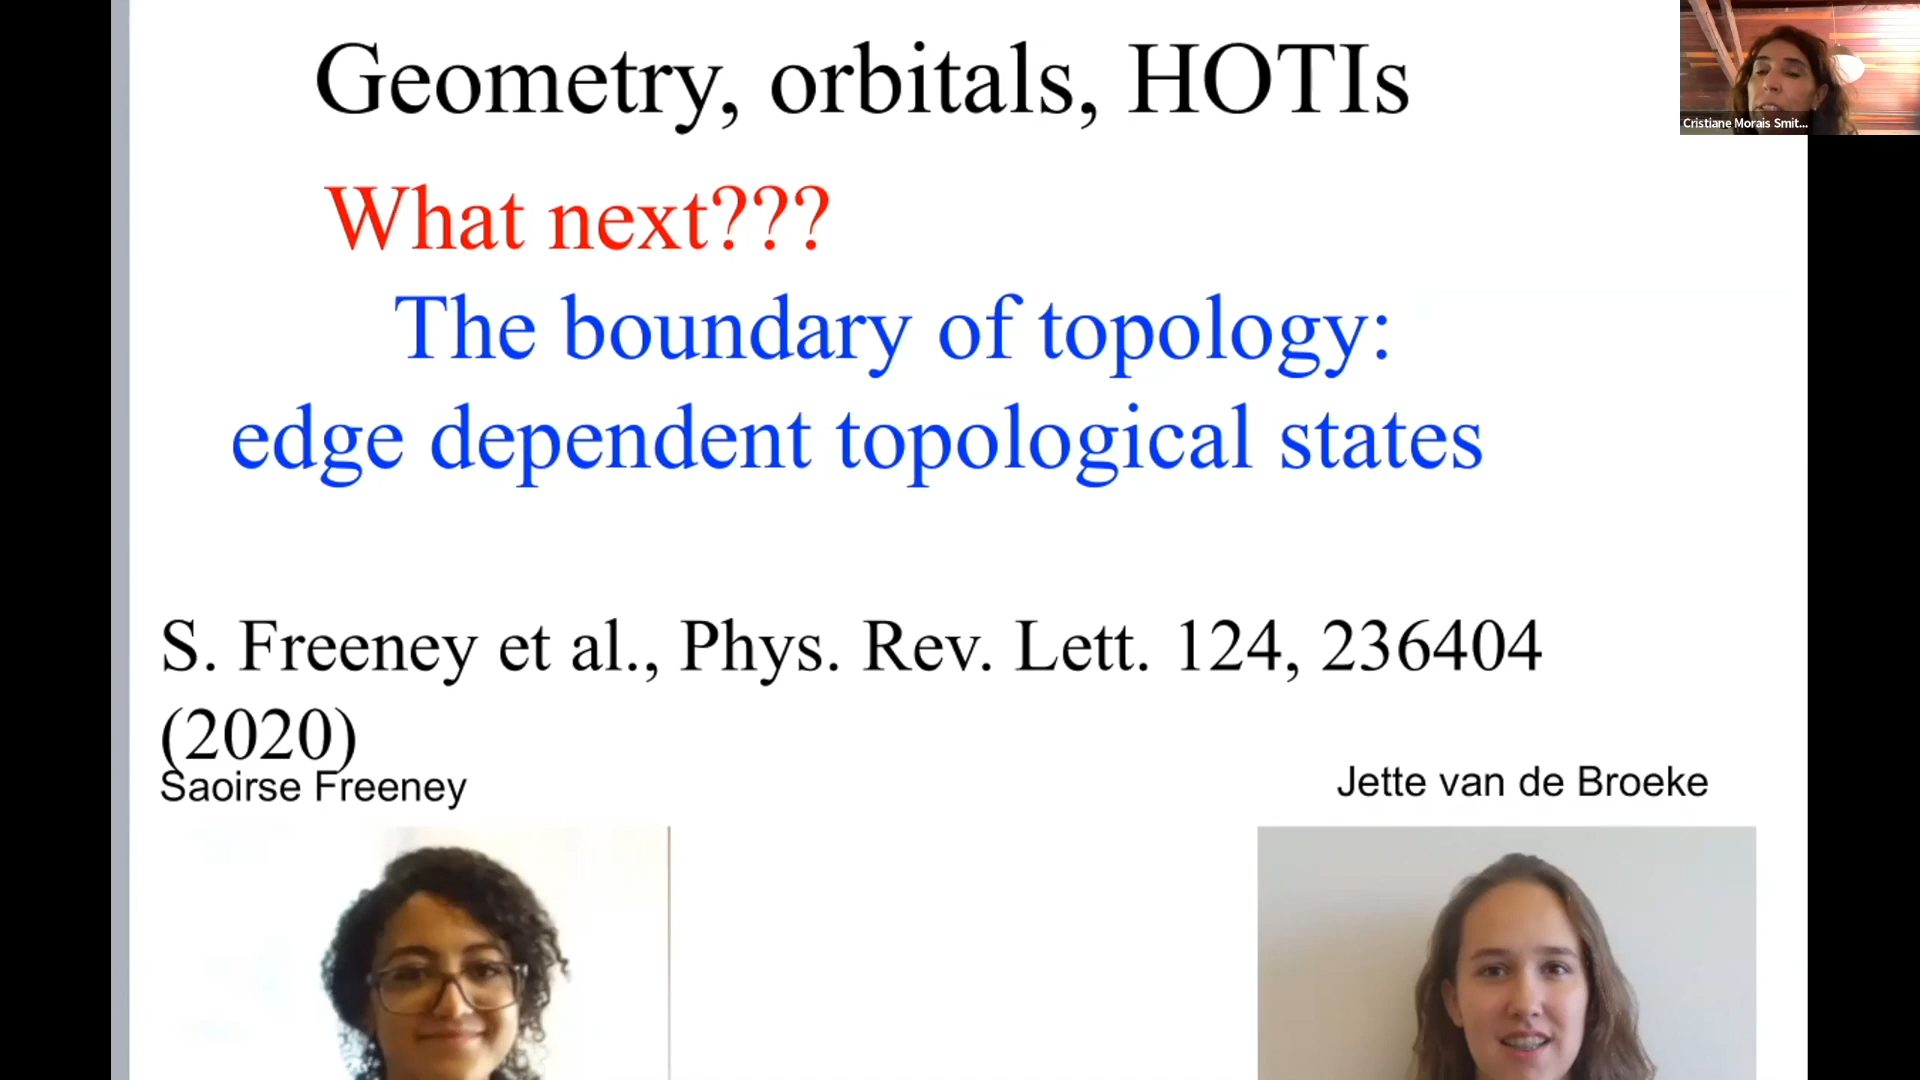 Geometry, orbitals, HOTIs
Cristiane Morais Smit...
What next???
The boundary of topology:
edge dependent topological states
S. Freeney et al., Phys. Rev. Lett. 124, 236404
(2020)
Saoirse Freeney
Jette van de Broeke